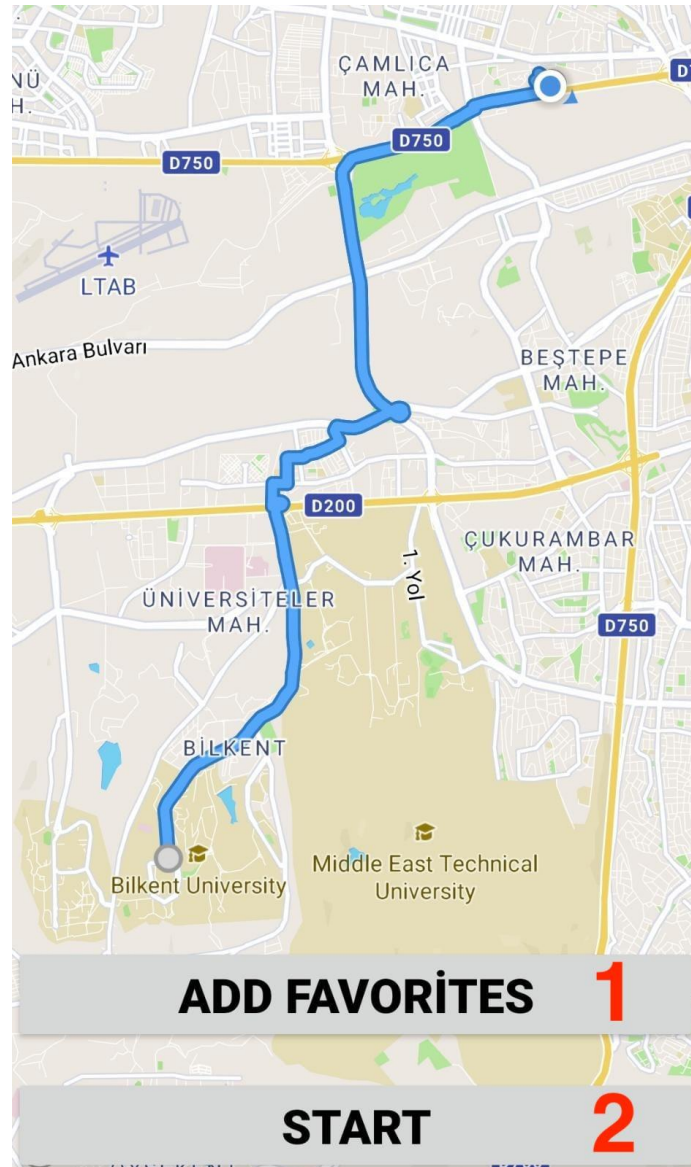 ÇAMLICA
MAH.
NÜ
H.
D750
D750
LTAB
Ankara Bulvarı
BEŞTEPE
MAH.
D200
ÇUKURAMBAR
MAH.
1. Yol
ÜNİVERSİTELER
MAH.
D750
BİLKENT
Bilkent University
Middle East Technical
University
ADD FAVORİTES 1
START 2